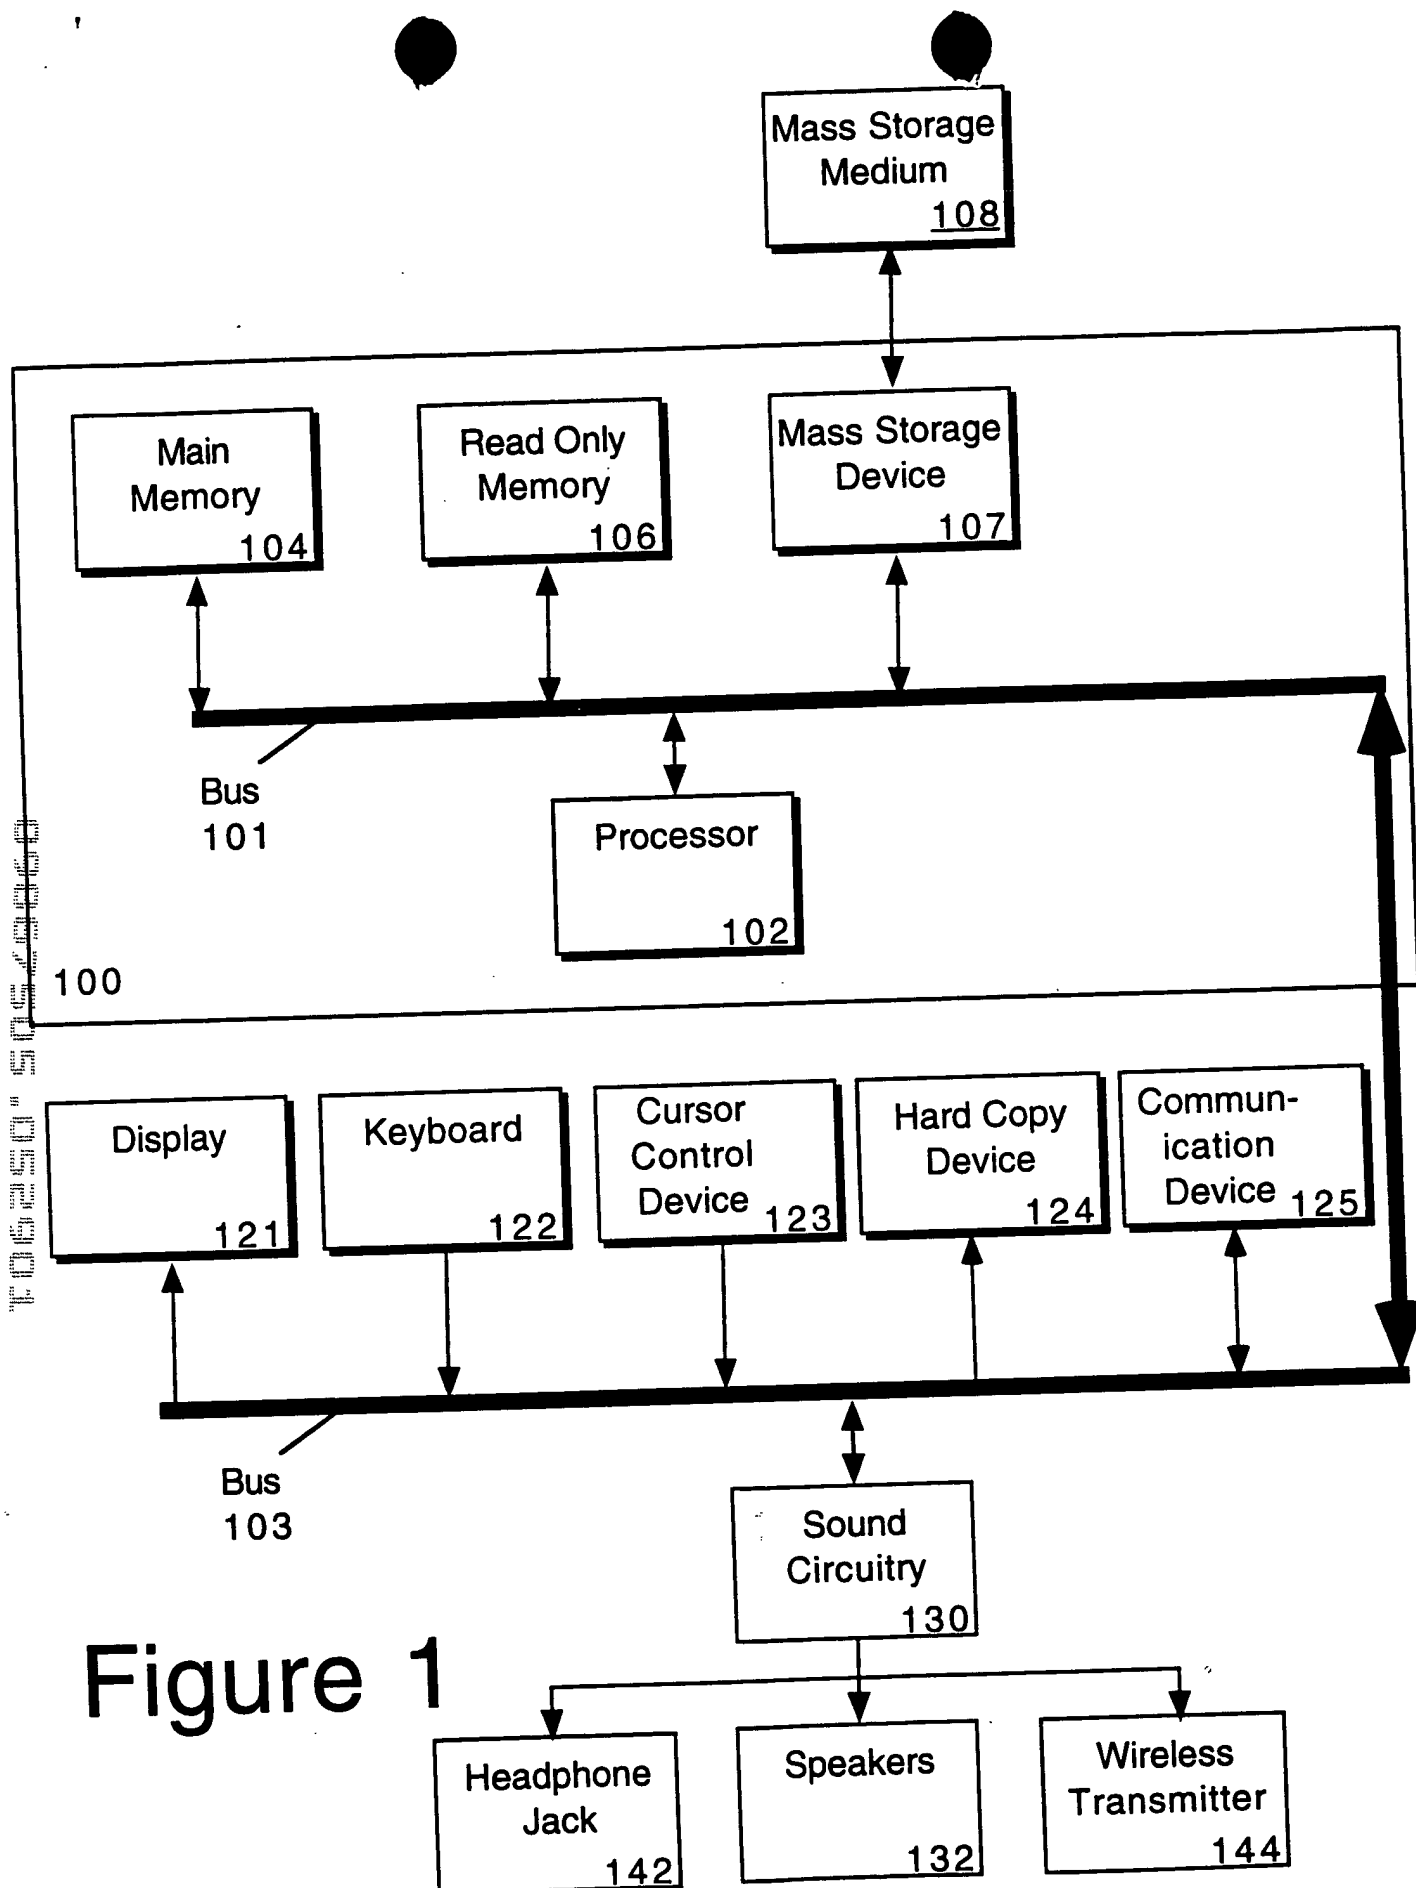 Mass Storage
Medium
108
Main
Memory
104
Read Only
Memory
106
Mass Storage
Device
107
Bus
101
Processor
102
100
Display
121
Keyboard
122
Cursor
Control
Device 123
Hard Copy
Device
124
Commun-
ication
Device 125
Bus
103
Sound
Circuitry
130
Figure 1
Headphone
Jack
142
Speakers
132
Wireless
Transmitter
144